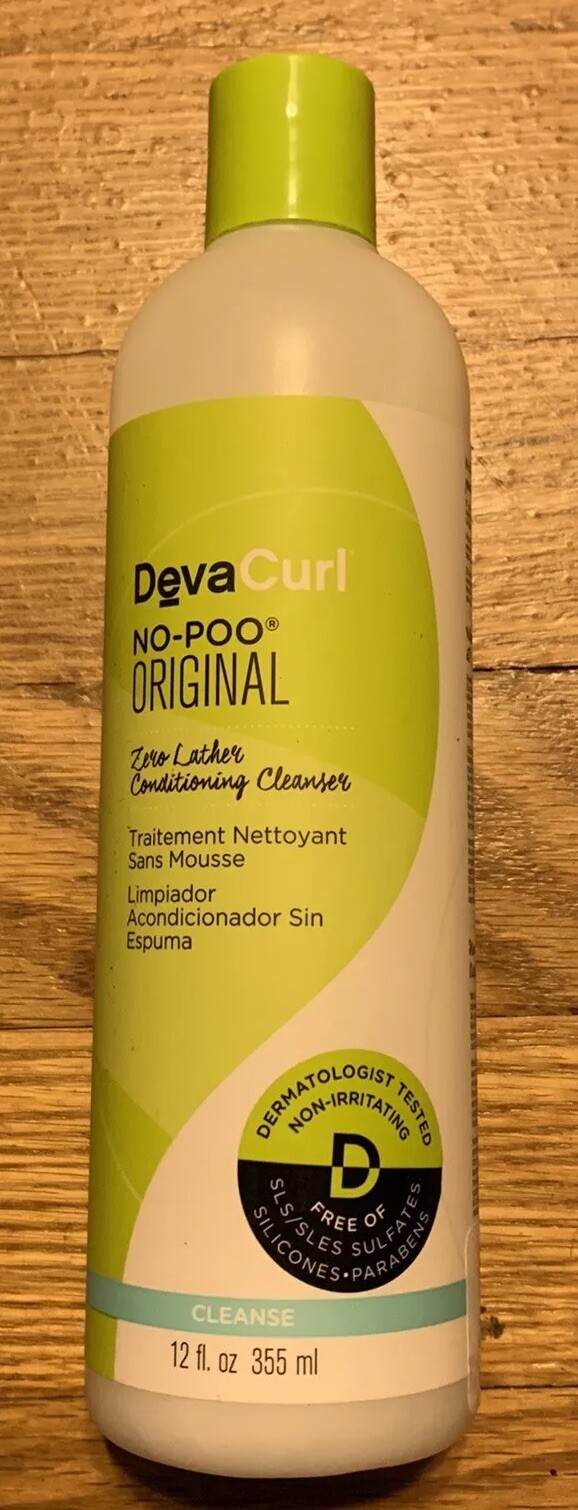 DevaCurl
NO-POO®
ORIGINAL
Zero Lather
Conditioning Cleanser
Traitement Nettoyant
Sans Mousse
Limpiador
Acondicionador Sin
Espuma
DERMATOLOGIST TESTED
NON-IRRITATING
D
FREE OF
SLS/SLES SULFATES
SILICONES•PARABENS
CLEANSE
12 fl. oz 355 ml